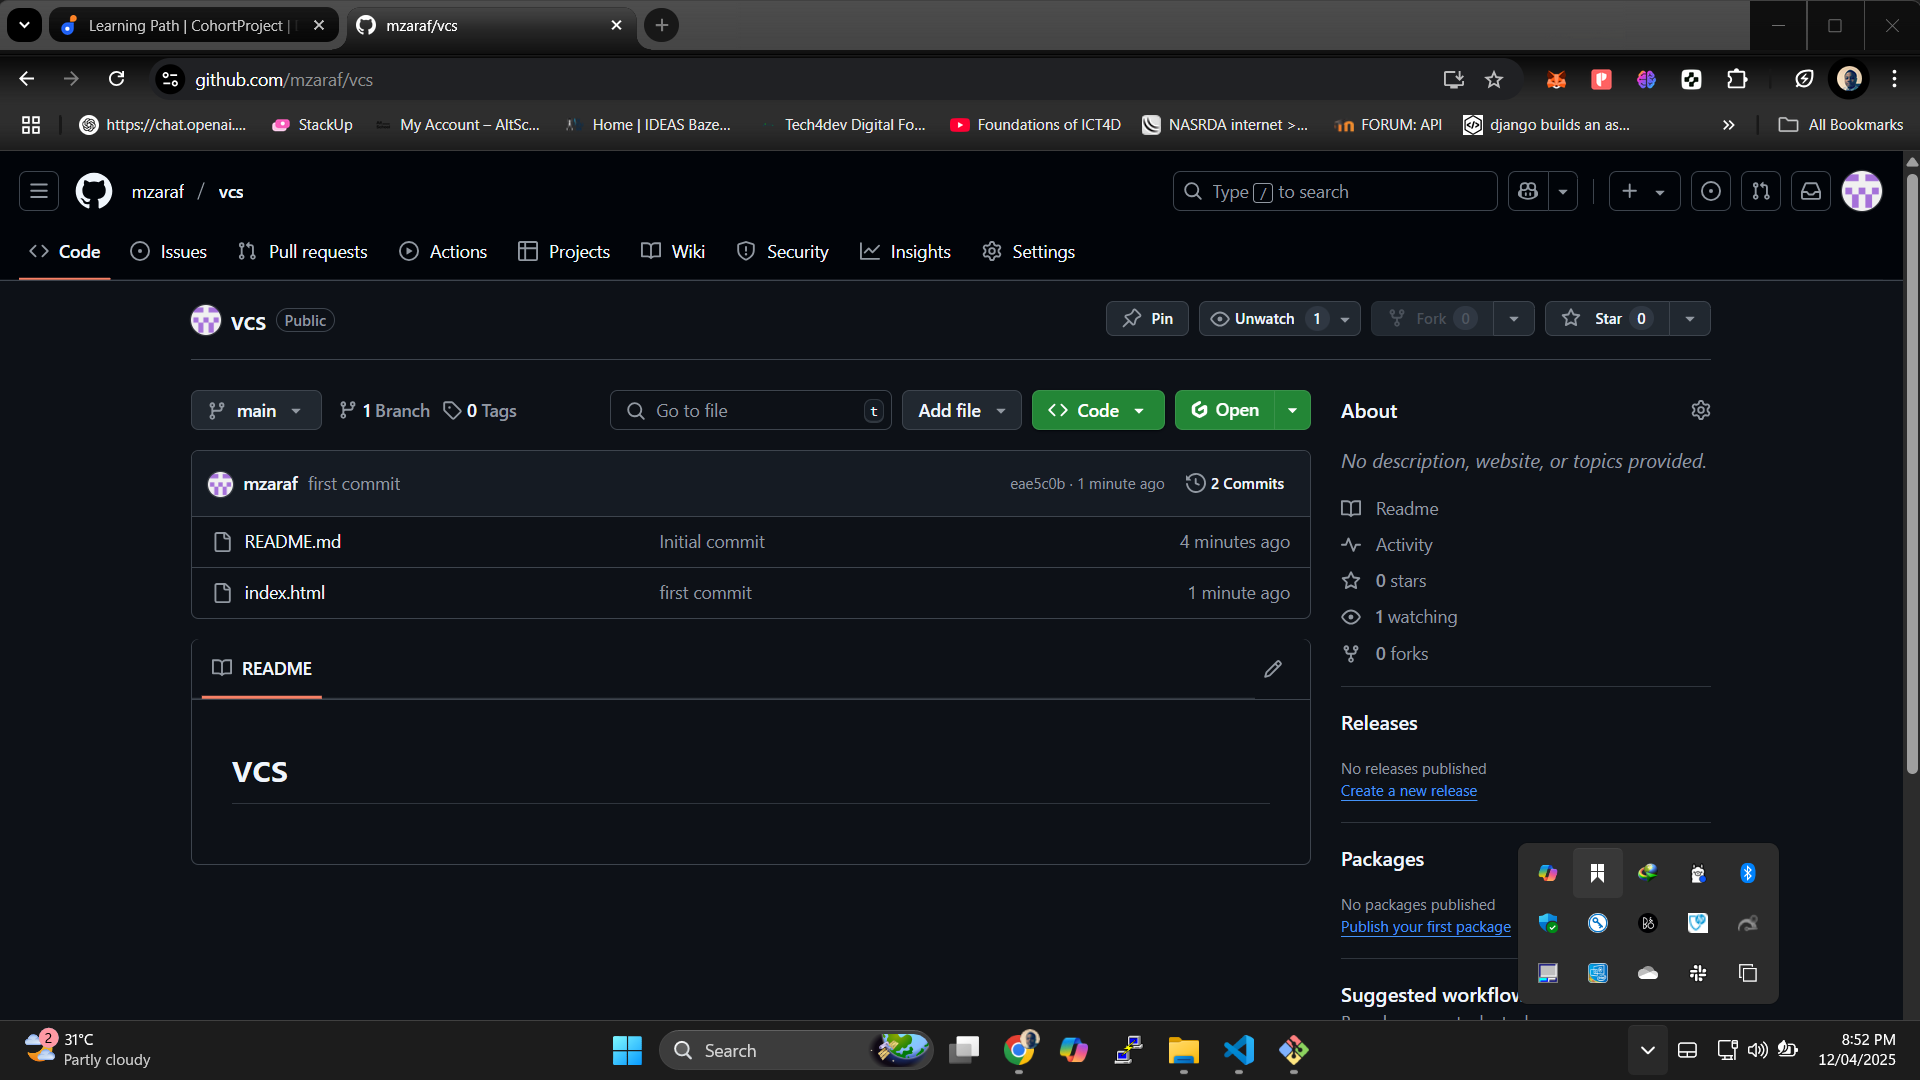 Learning Path | CohortProject |
mzaraf/vcs
github.com/mzaraf/vcs
https://chat.openai.... StackUp My Account – AltSc... Home | IDEAS Baze... Tech4dev Digital Fo... Foundations of ICT4D NASRDA internet >... FORUM: API django builds an as... » All Bookmarks
mzaraf / vcs
Type / to search
Code Issues Pull requests Actions Projects Wiki Security Insights Settings
vcs Public
Pin Unwatch 1 Fork 0 Star 0
main 1 Branch 0 Tags Go to file t Add file Code Open
mzaraf first commit eae5c0b · 1 minute ago 2 Commits
README.md Initial commit 4 minutes ago
index.html first commit 1 minute ago
README
vcs
About
No description, website, or topics provided.
Readme
Activity
0 stars
1 watching
0 forks
Releases
No releases published
Create a new release
Packages
No packages published
Publish your first package
Suggested workflow
2
31°C
Partly cloudy
Search
8:52 PM
12/04/2025